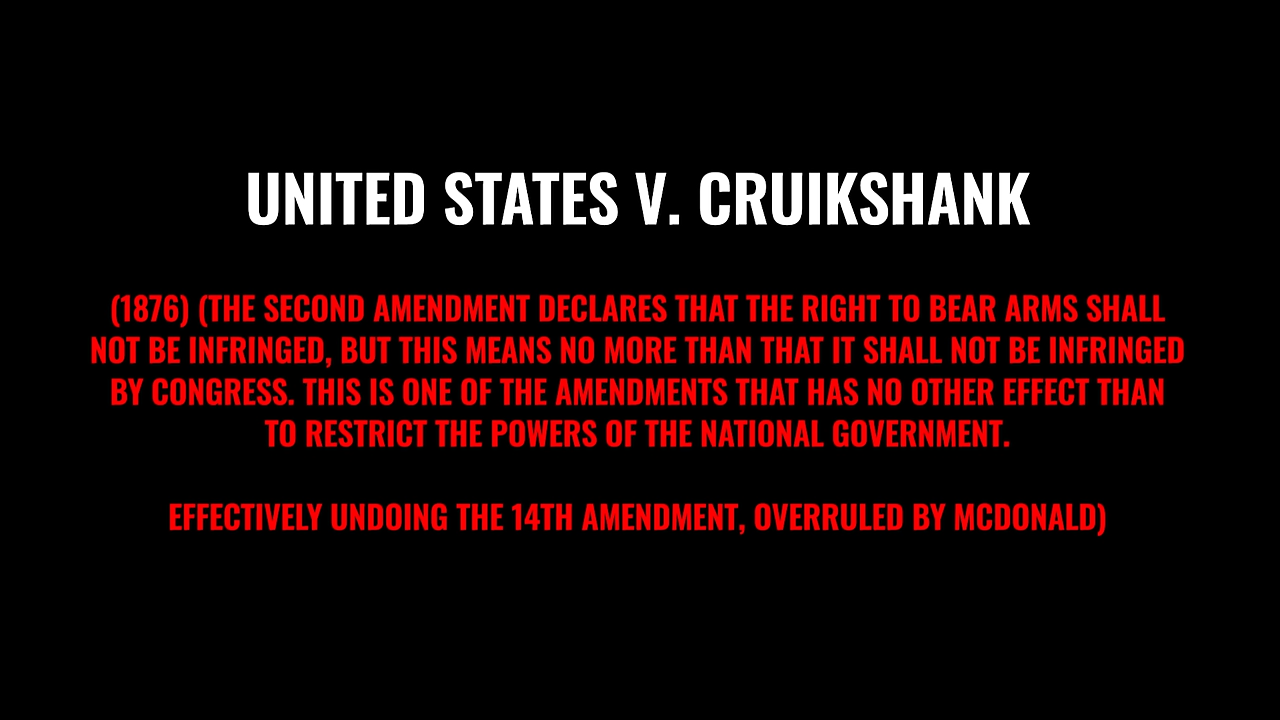 UNITED STATES V. CRUIKSHANK
(1876) (THE SECOND AMENDMENT DECLARES THAT THE RIGHT TO BEAR ARMS SHALL
NOT BE INFRINGED, BUT THIS MEANS NO MORE THAN THAT IT SHALL NOT BE INFRINGED
BY CONGRESS. THIS IS ONE OF THE AMENDMENTS THAT HAS NO OTHER EFFECT THAN
TO RESTRICT THE POWERS OF THE NATIONAL GOVERNMENT.
EFFECTIVELY UNDOING THE 14TH AMENDMENT, OVERRULED BY MCDONALD)